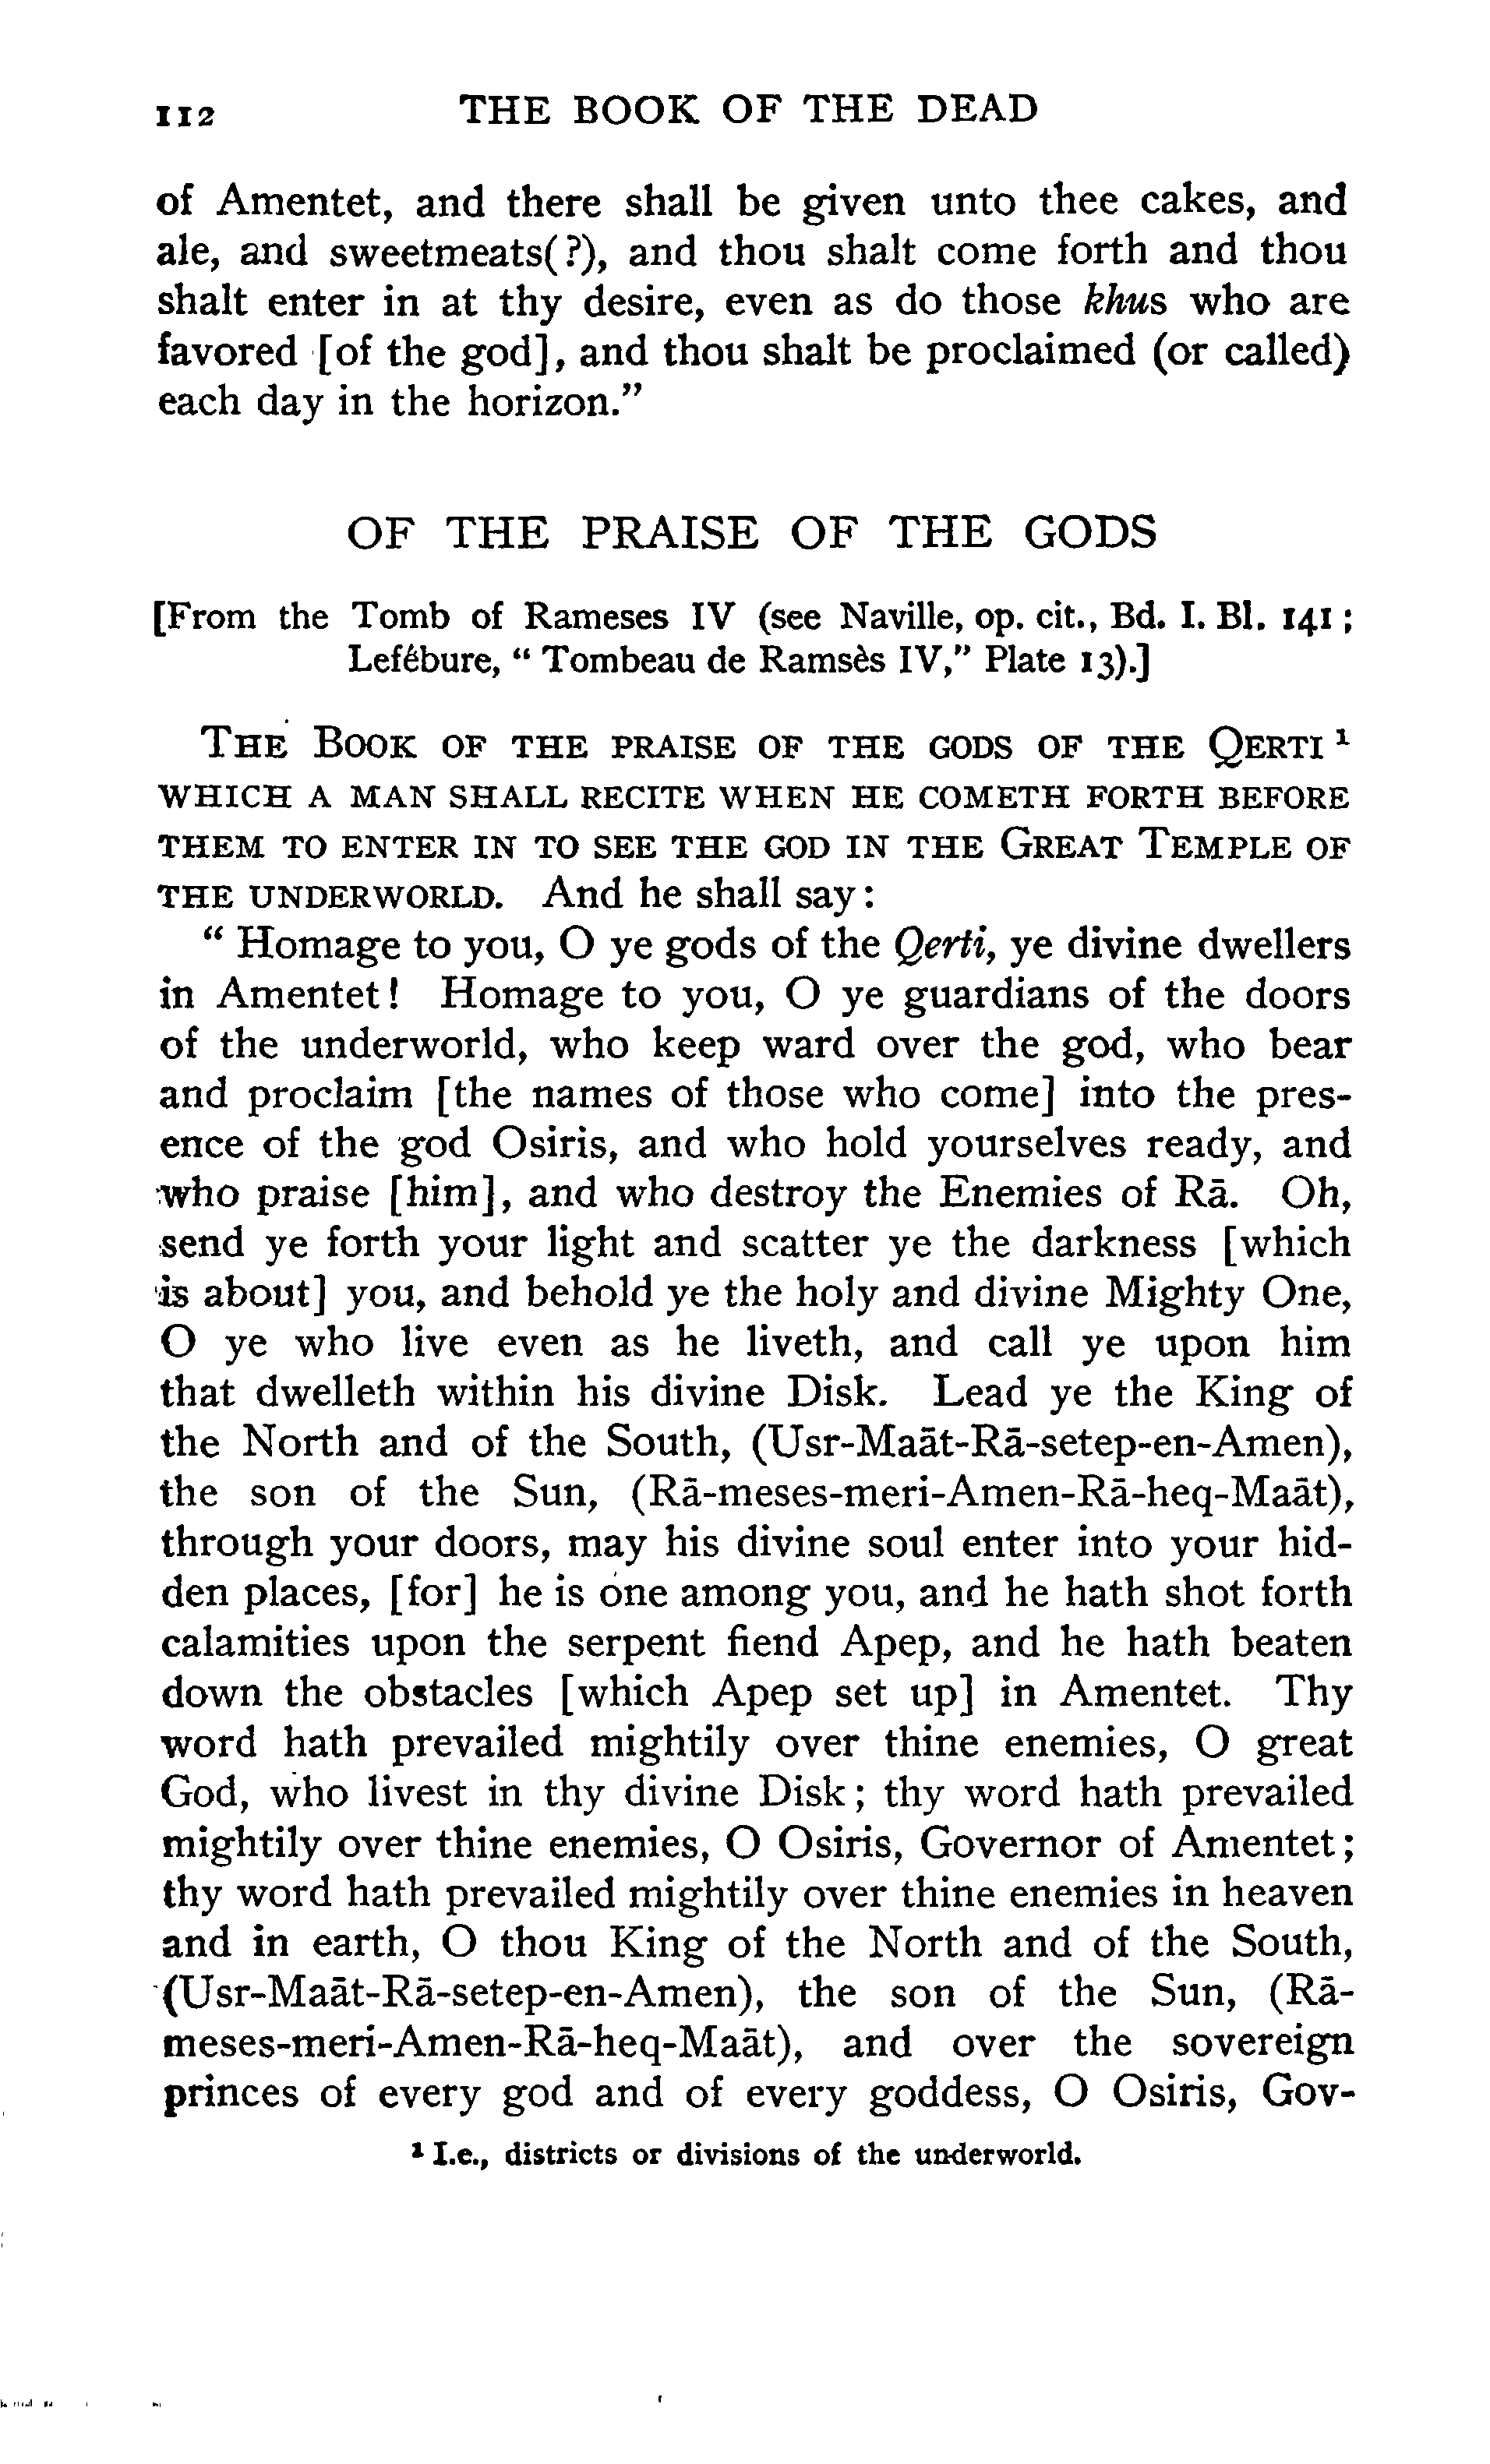 112 THE BOOK OF THE DEAD
of Amentet, and there shall be given unto thee cakes, and
ale, and sweetmeats(?), and thou shalt come forth and thou
shalt enter in at thy desire, even as do those khus who are
favored [of the god], and thou shalt be proclaimed (or called)
each day in the horizon.”
OF THE PRAISE OF THE GODS
[From the Tomb of Rameses IV (see Naville, op. cit., Bd. I. Bl. 141;
Lefébure, “Tombeau de Ramsès IV,” Plate 13).]
THE BOOK OF THE PRAISE OF THE GODS OF THE QERTI ¹
WHICH A MAN SHALL RECITE WHEN HE COMETH FORTH BEFORE
THEM TO ENTER IN TO SEE THE GOD IN THE GREAT TEMPLE OF
THE UNDERWORLD. And he shall say:
“Homage to you, O ye gods of the Qerti, ye divine dwellers
in Amentet! Homage to you, O ye guardians of the doors
of the underworld, who keep ward over the god, who bear
and proclaim [the names of those who come] into the pres-
ence of the god Osiris, and who hold yourselves ready, and
who praise [him], and who destroy the Enemies of Rā. Oh,
send ye forth your light and scatter ye the darkness [which
is about] you, and behold ye the holy and divine Mighty One,
O ye who live even as he liveth, and call ye upon him
that dwelleth within his divine Disk. Lead ye the King of
the North and of the South, (Usr-Maāt-Rā-setep-en-Amen),
the son of the Sun, (Rā-meses-meri-Amen-Rā-heq-Maāt),
through your doors, may his divine soul enter into your hid-
den places, [for] he is one among you, and he hath shot forth
calamities upon the serpent fiend Apep, and he hath beaten
down the obstacles [which Apep set up] in Amentet. Thy
word hath prevailed mightily over thine enemies, O great
God, who livest in thy divine Disk; thy word hath prevailed
mightily over thine enemies, O Osiris, Governor of Amentet;
thy word hath prevailed mightily over thine enemies in heaven
and in earth, O thou King of the North and of the South,
(Usr-Maāt-Rā-setep-en-Amen), the son of the Sun, (Rā-
meses-meri-Amen-Rā-heq-Maāt), and over the sovereign
princes of every god and of every goddess, O Osiris, Gov-
¹ I.e., districts or divisions of the underworld.